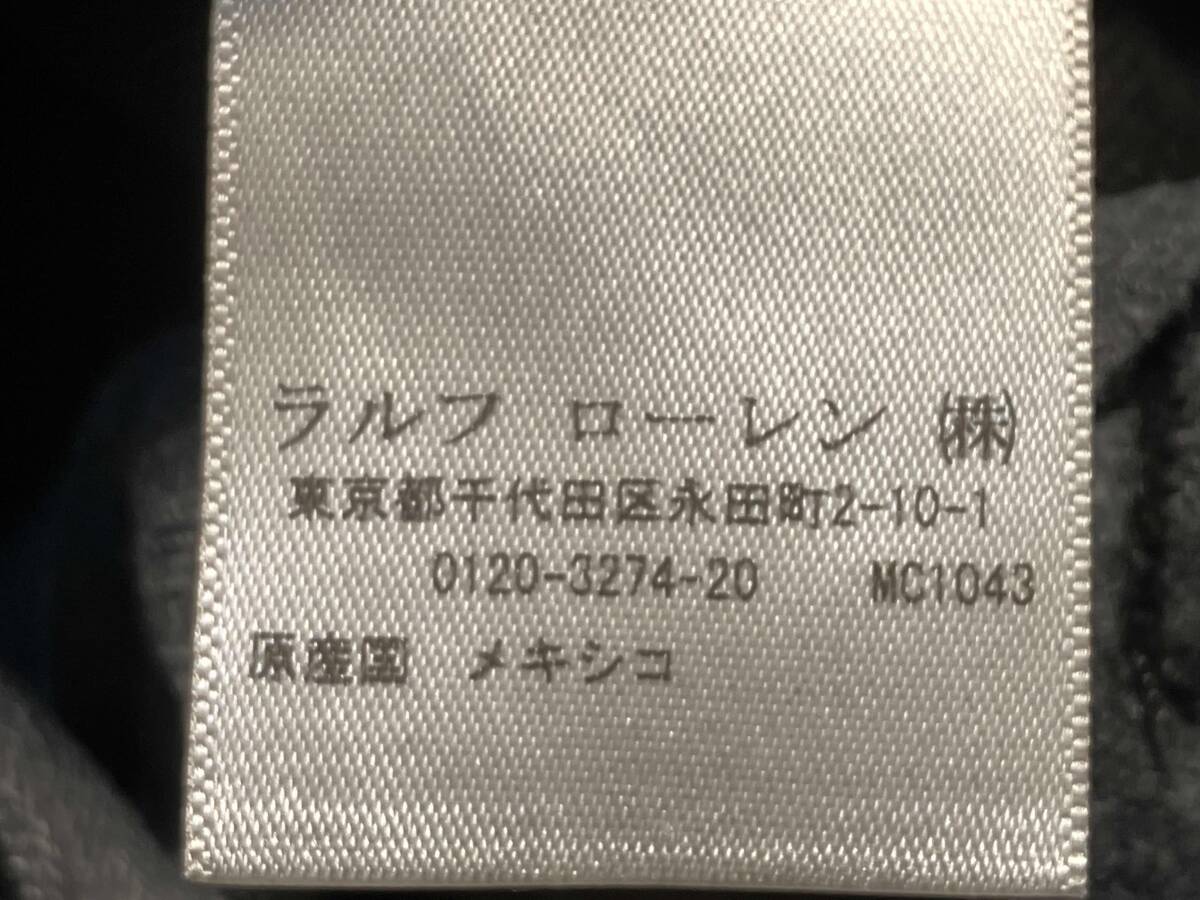 ラルフ ローレン ㈱
東京都千代田区永田町2-10-1
0120-3274-20 MC1043
原産国 メキシコ